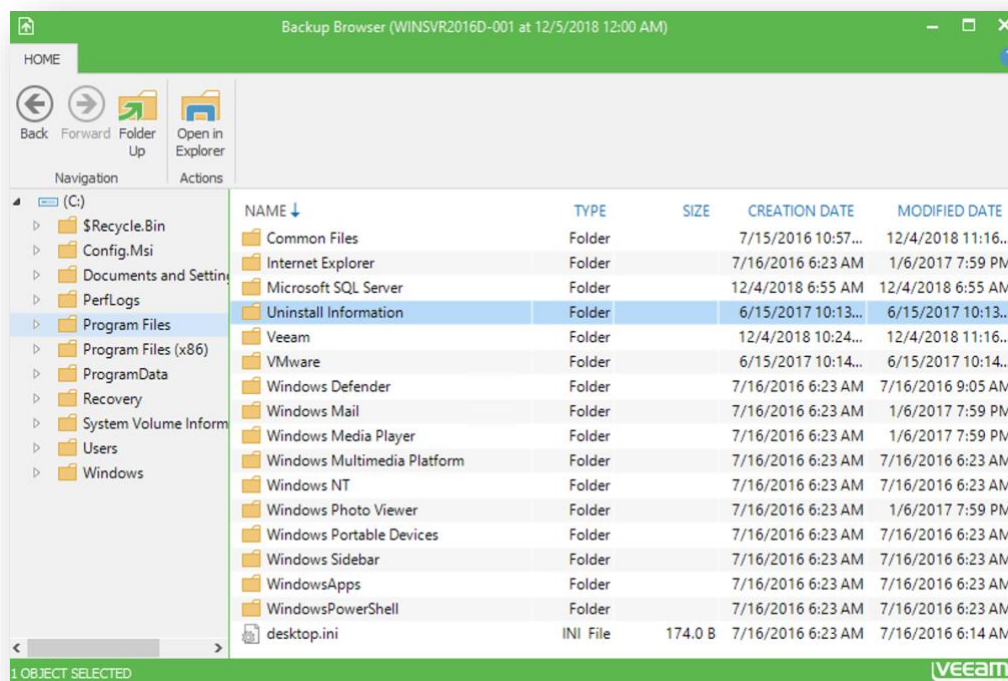 Backup Browser (WINSVR2016D-001 at 12/5/2018 12:00 AM)
HOME
Back Forward Folder Up Open in Explorer
Navigation Actions
(C:)
$Recycle.Bin
Config.Msi
Documents and Settin
PerfLogs
Program Files
Program Files (x86)
ProgramData
Recovery
System Volume Inform
Users
Windows
NAME TYPE SIZE CREATION DATE MODIFIED DATE
Common Files Folder 7/15/2016 10:57... 12/4/2018 11:16...
Internet Explorer Folder 7/16/2016 6:23 AM 1/6/2017 7:59 PM
Microsoft SQL Server Folder 12/4/2018 6:55 AM 12/4/2018 6:55 AM
Uninstall Information Folder 6/15/2017 10:13... 6/15/2017 10:13...
Veeam Folder 12/4/2018 10:24... 12/4/2018 11:16...
VMware Folder 6/15/2017 10:14... 6/15/2017 10:14...
Windows Defender Folder 7/16/2016 6:23 AM 7/16/2016 9:05 AM
Windows Mail Folder 7/16/2016 6:23 AM 1/6/2017 7:59 PM
Windows Media Player Folder 7/16/2016 6:23 AM 1/6/2017 7:59 PM
Windows Multimedia Platform Folder 7/16/2016 6:23 AM 7/16/2016 6:23 AM
Windows NT Folder 7/16/2016 6:23 AM 7/16/2016 6:23 AM
Windows Photo Viewer Folder 7/16/2016 6:23 AM 1/6/2017 7:59 PM
Windows Portable Devices Folder 7/16/2016 6:23 AM 7/16/2016 6:23 AM
Windows Sidebar Folder 7/16/2016 6:23 AM 7/16/2016 6:23 AM
WindowsApps Folder 7/16/2016 6:23 AM 7/16/2016 6:23 AM
WindowsPowerShell Folder 7/16/2016 6:23 AM 7/16/2016 6:23 AM
desktop.ini INI File 174.0 B 7/16/2016 6:23 AM 7/16/2016 6:14 AM
1 OBJECT SELECTED
veeam